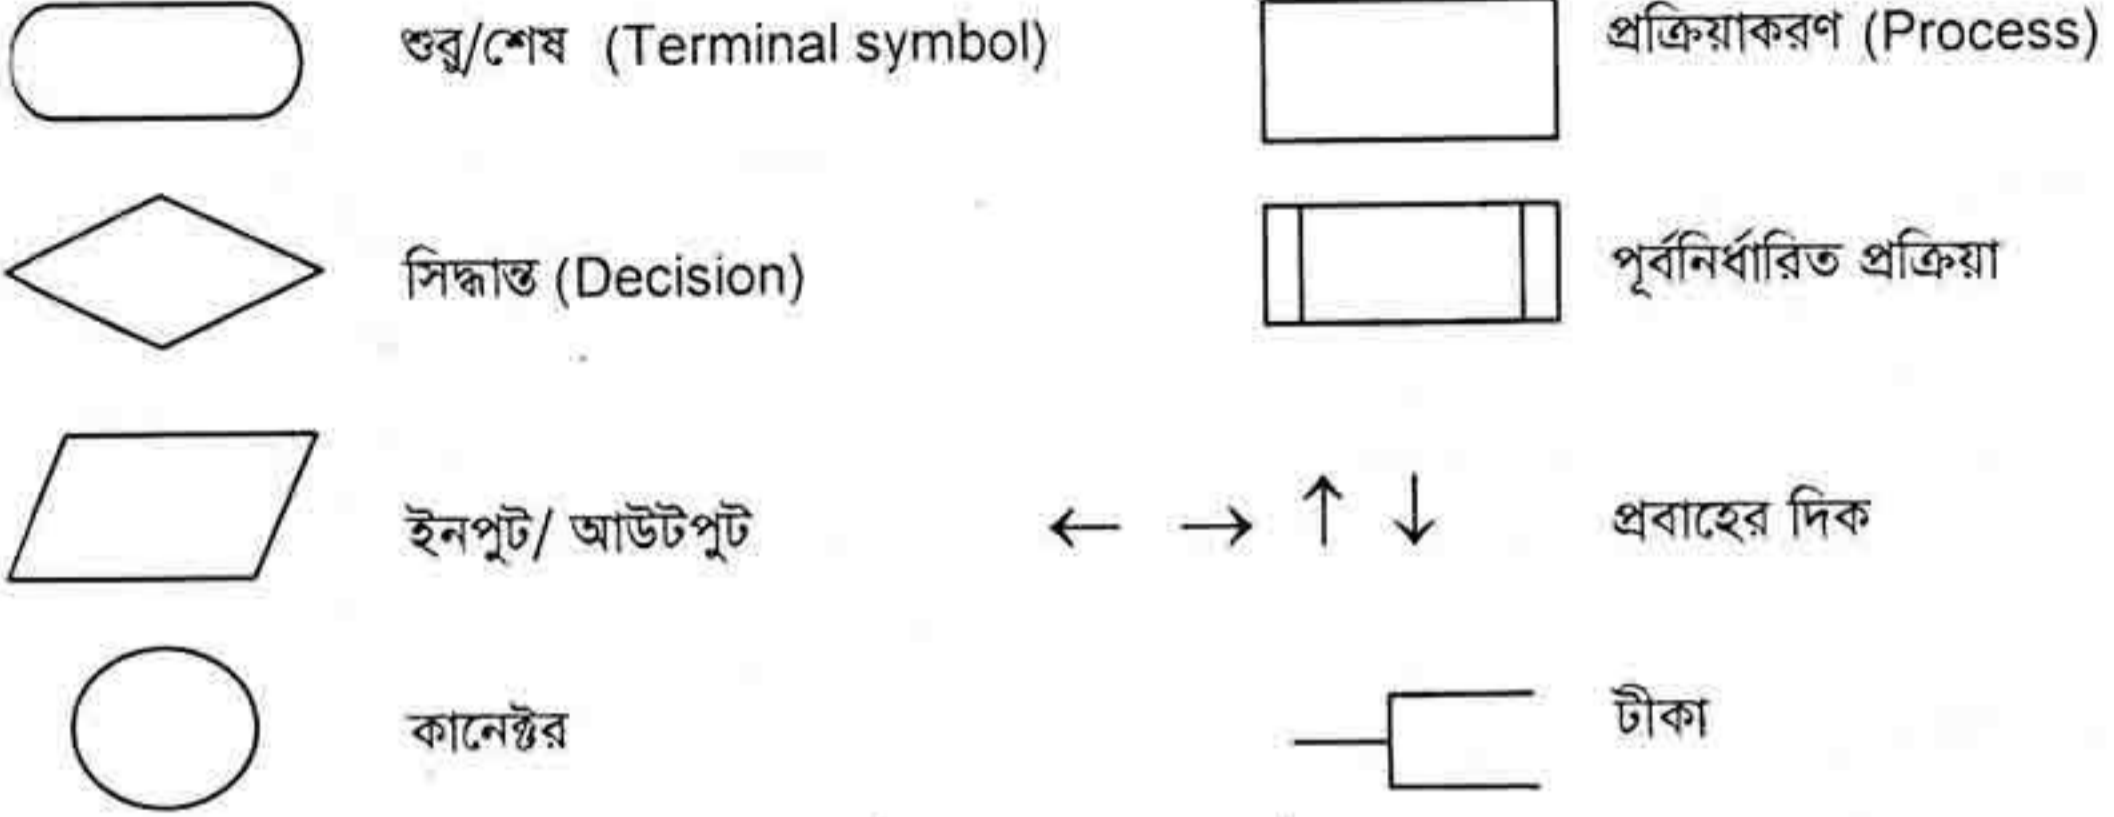 শুরু/শেষ (Terminal symbol)
প্রক্রিয়াকরণ (Process)
সিদ্ধান্ত (Decision)
পূর্বনির্ধারিত প্রক্রিয়া
ইনপুট/ আউটপুট
প্রবাহের দিক
কানেক্টর
টীকা